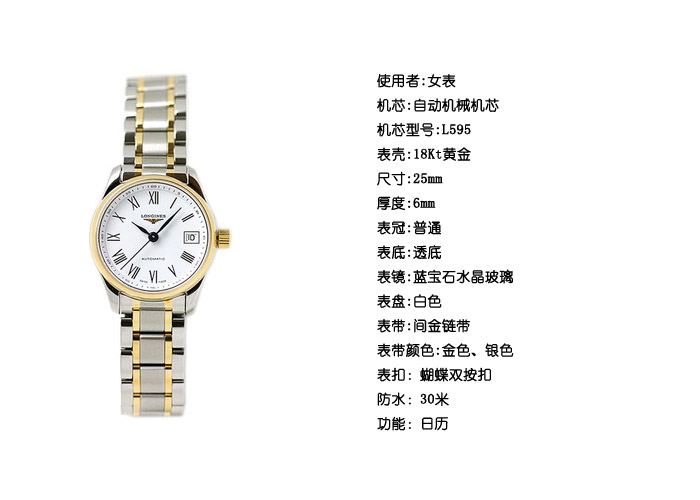 LONGINES
AUTOMATIC
使用者:女表
机芯:自动机械机芯
机芯型号:L595
表壳:18Kt黄金
尺寸:25mm
厚度:6mm
表冠:普通
表底:透底
表镜:蓝宝石水晶玻璃
表盘:白色
表带:间金链带
表带颜色:金色、银色
表扣: 蝴蝶双按扣
防水: 30米
功能: 日历